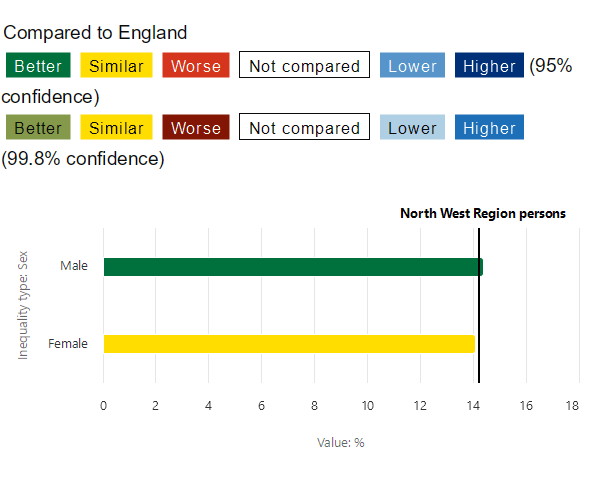 Compared to England
Better Similar Worse Not compared Lower Higher (95%
confidence)
Better Similar Worse Not compared Lower Higher
(99.8% confidence)
North West Region persons
Inequality type: Sex
Male
Female
0 2 4 6 8 10 12 14 16 18
Value: %